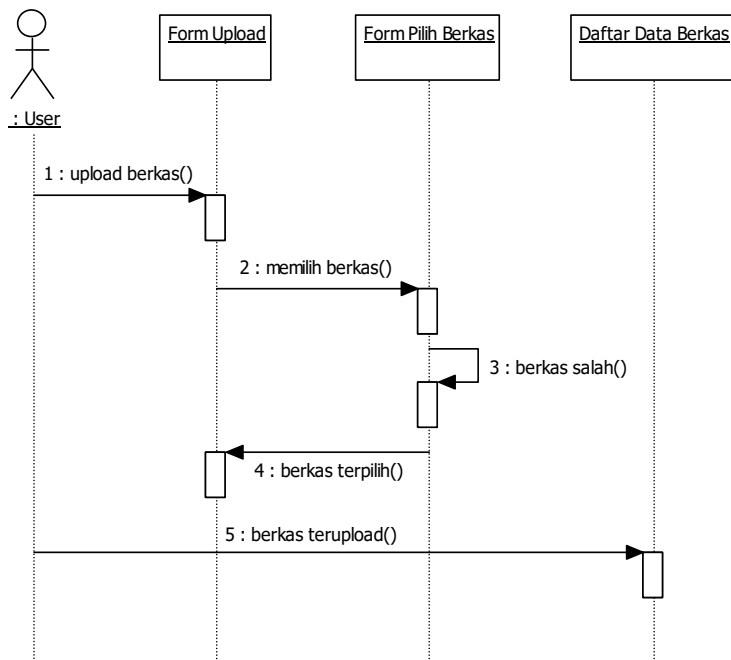 Form Upload
Form Pilih Berkas
Daftar Data Berkas
: User
1 : upload berkas()
2 : memilih berkas()
3 : berkas salah()
4 : berkas terpilih()
5 : berkas terupload()